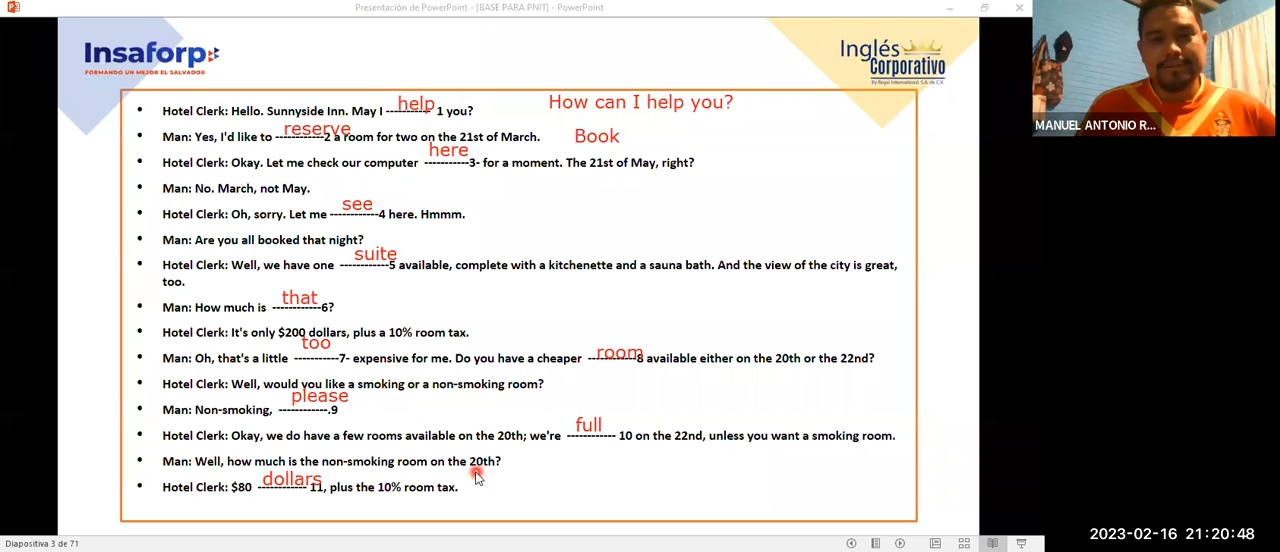 Presentación de PowerPoint - [BASE PARA PNIT] - PowerPoint
Insaforp
FORMANDO UN MEJOR EL SALVADOR
Inglés
Corporativo
By Regal International, S.A. de C.V.
MANUEL ANTONIO R...
help How can I help you?
• Hotel Clerk: Hello. Sunnyside Inn. May I ----------- 1 you?
reserve Book
• Man: Yes, I'd like to ------------2 a room for two on the 21st of March.
here
• Hotel Clerk: Okay. Let me check our computer -----------3- for a moment. The 21st of May, right?
• Man: No. March, not May.
see
• Hotel Clerk: Oh, sorry. Let me ------------4 here. Hmmm.
• Man: Are you all booked that night?
suite
• Hotel Clerk: Well, we have one ------------5 available, complete with a kitchenette and a sauna bath. And the view of the city is great,
too.
that
• Man: How much is ------------6?
• Hotel Clerk: It's only $200 dollars, plus a 10% room tax.
too room
• Man: Oh, that's a little -----------7- expensive for me. Do you have a cheaper ------------8 available either on the 20th or the 22nd?
• Hotel Clerk: Well, would you like a smoking or a non-smoking room?
please
• Man: Non-smoking, ------------.9
full
• Hotel Clerk: Okay, we do have a few rooms available on the 20th; we're ------------ 10 on the 22nd, unless you want a smoking room.
• Man: Well, how much is the non-smoking room on the 20th?
dollars
• Hotel Clerk: $80 ------------ 11, plus the 10% room tax.
Diapositiva 3 de 71
2023-02-16 21:20:48